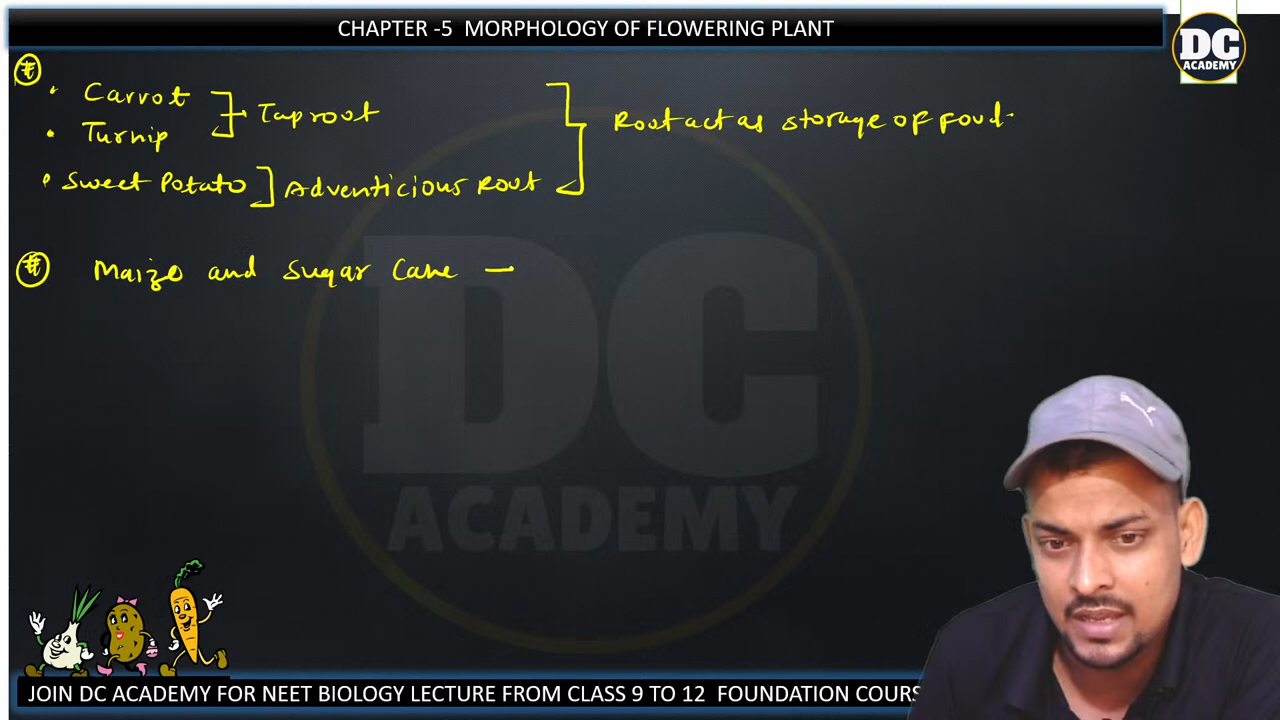 CHAPTER -5 MORPHOLOGY OF FLOWERING PLANT
DC
ACADEMY
• Carrot
• Turnip
Taproot
• Sweet Potato
Adventicious Root
Root act as storage of food.
Maize and Sugar Cane —
DC
ACADEMY
JOIN DC ACADEMY FOR NEET BIOLOGY LECTURE FROM CLASS 9 TO 12 FOUNDATION COURS